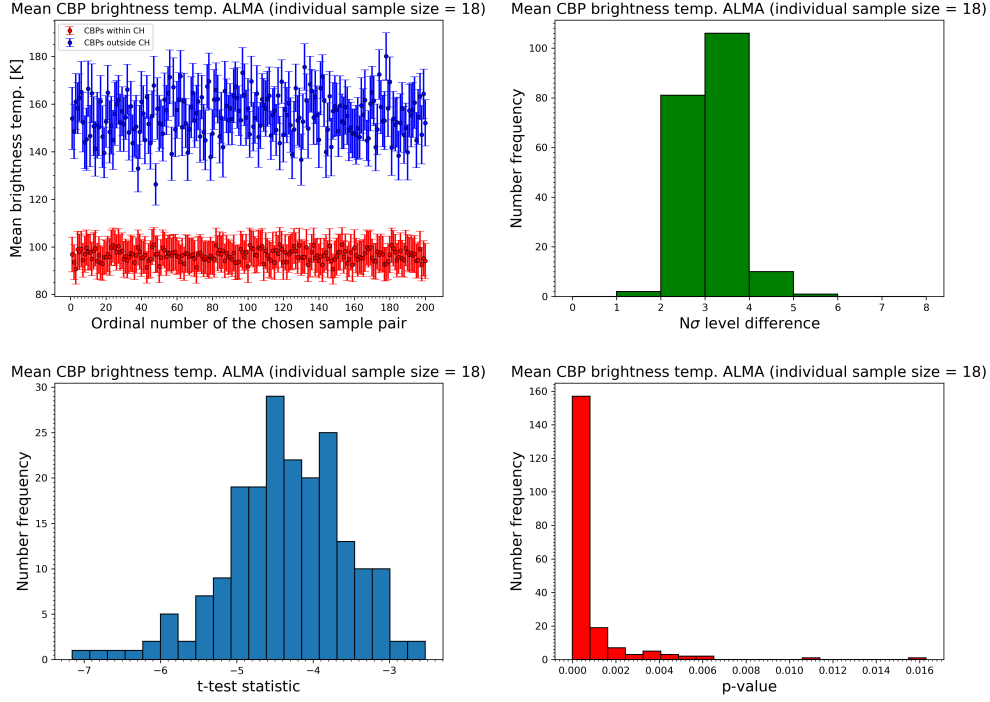 Mean CBP brightness temp. ALMA (individual sample size = 18)
CBPs within CH
CBPs outside CH
Mean brightness temp. [K]
180
160
140
120
100
80
0 20 40 60 80 100 120 140 160 180 200
Ordinal number of the chosen sample pair
Mean CBP brightness temp. ALMA (individual sample size = 18)
Number frequency
100
80
60
40
20
0
0 1 2 3 4 5 6 7 8
Nσ level difference
Mean CBP brightness temp. ALMA (individual sample size = 18)
Number frequency
30
25
20
15
10
5
0
−7 −6 −5 −4 −3
t-test statistic
Mean CBP brightness temp. ALMA (individual sample size = 18)
Number frequency
160
140
120
100
80
60
40
20
0
0.000 0.002 0.004 0.006 0.008 0.010 0.012 0.014 0.016
p-value